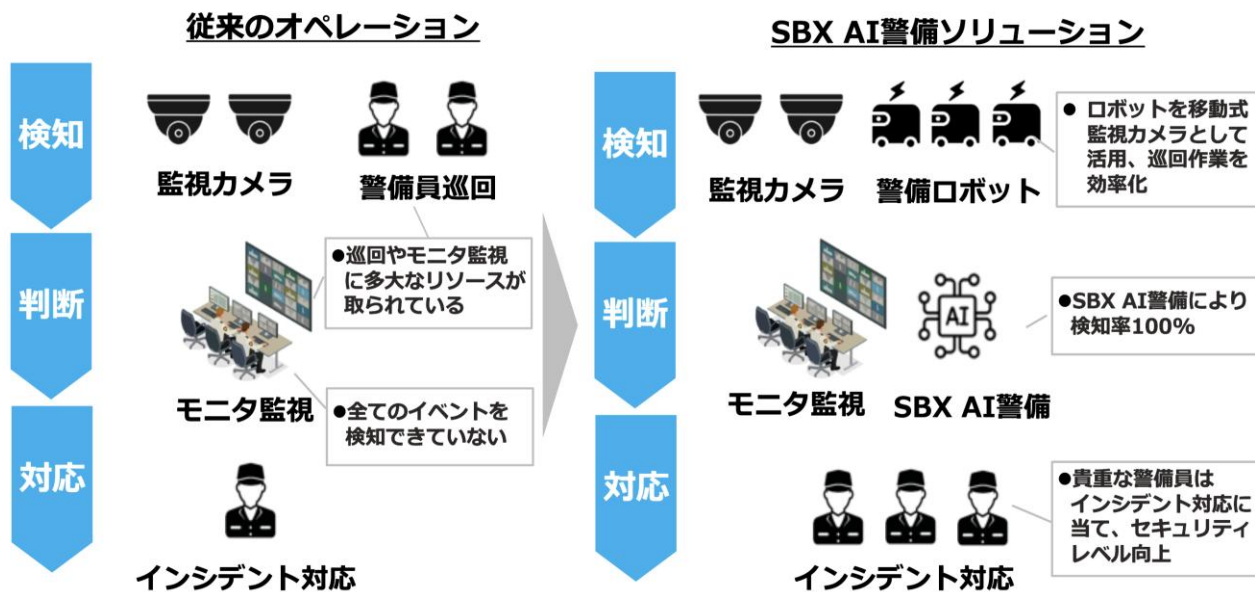 従来のオペレーション
検知
監視カメラ
警備員巡回
●巡回やモニタ監視
に多大なリソースが
取られている
判断
モニタ監視
●全てのイベントを
検知できていない
対応
インシデント対応
SBX AI警備ソリューション
検知
監視カメラ
警備ロボット
● ロボットを移動式
監視カメラとして
活用、巡回作業を
効率化
判断
AI
モニタ監視
SBX AI警備
●SBX AI警備により
検知率100%
対応
インシデント対応
●貴重な警備員は
インシデント対応に
当て、セキュリティ
レベル向上